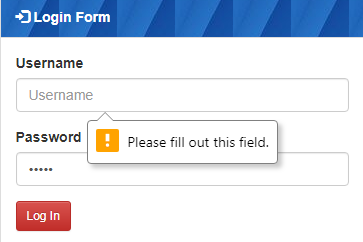 Login Form
Username
Username
Please fill out this field.
Password
•••••
Log In